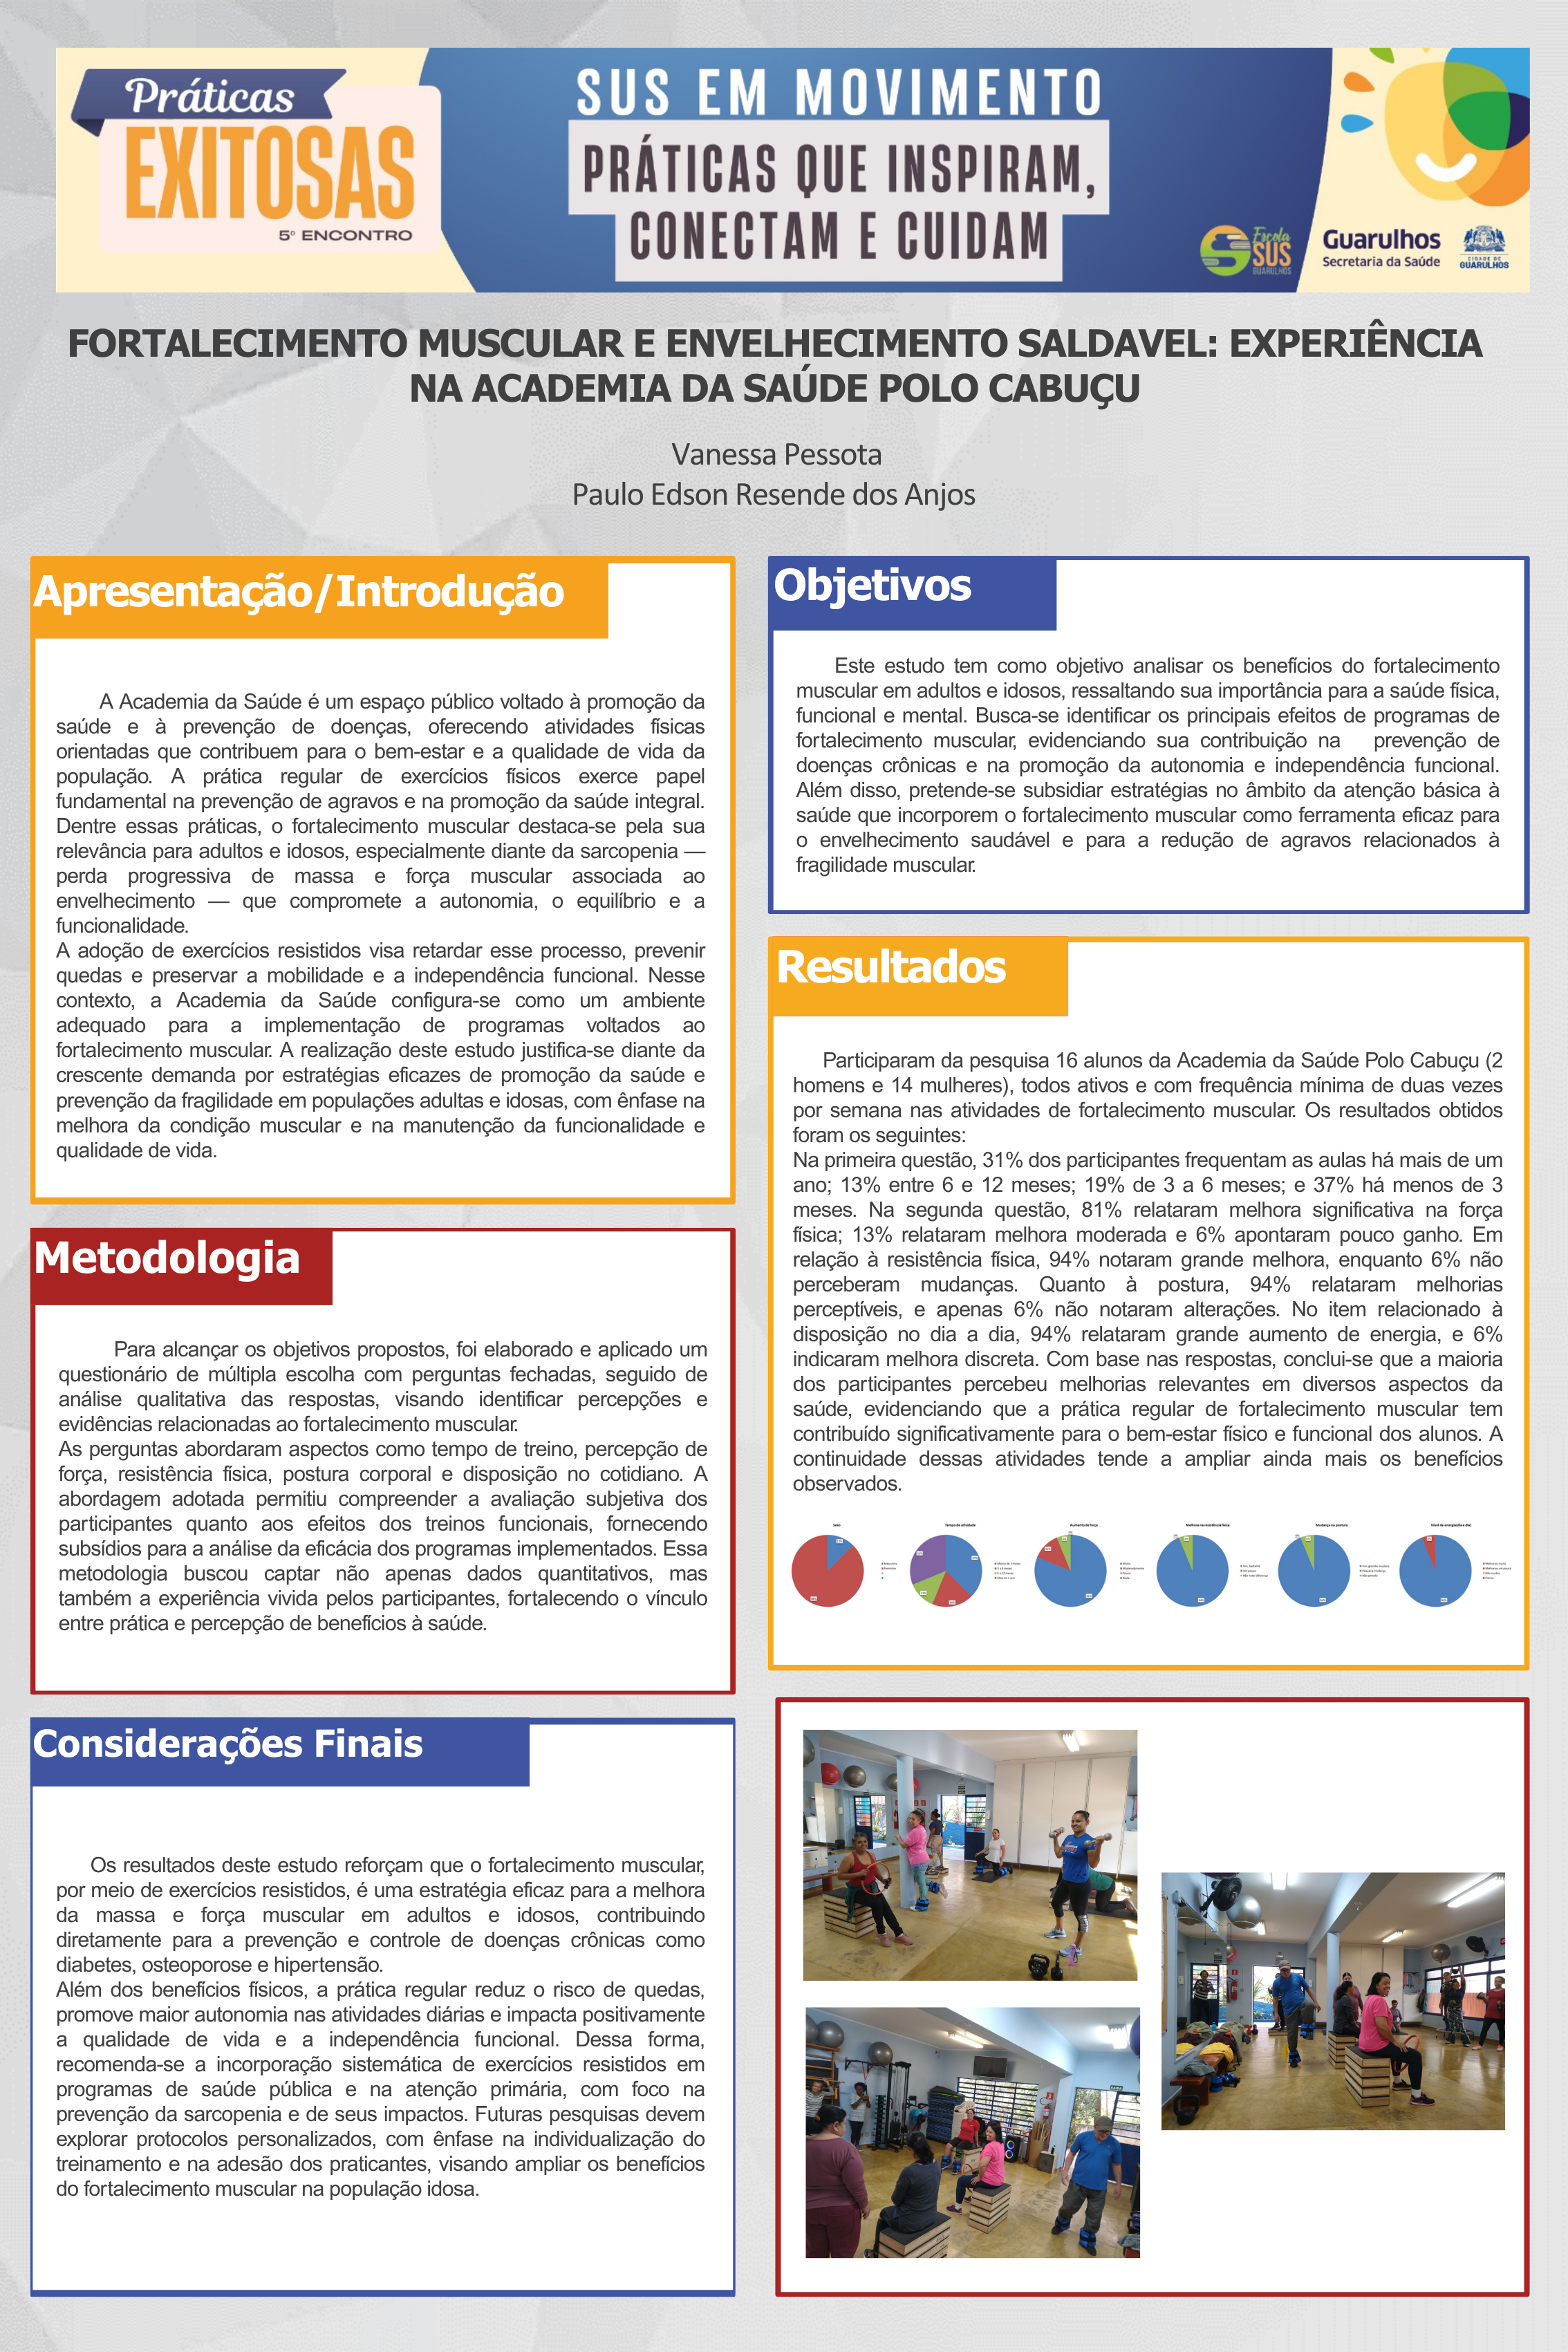 Práticas
EXITOSAS
5º ENCONTRO
SUS EM MOVIMENTO
PRÁTICAS QUE INSPIRAM,
CONECTAM E CUIDAM
Escola
SUS
GUARULHOS
Guarulhos
Secretaria da Saúde
CIDADE DE
GUARULHOS
FORTALECIMENTO MUSCULAR E ENVELHECIMENTO SALDAVEL: EXPERIÊNCIA
NA ACADEMIA DA SAÚDE POLO CABUÇU
Vanessa Pessota
Paulo Edson Resende dos Anjos
Apresentação/Introdução
A Academia da Saúde é um espaço público voltado à promoção da
saúde e à prevenção de doenças, oferecendo atividades físicas
orientadas que contribuem para o bem-estar e a qualidade de vida da
população. A prática regular de exercícios físicos exerce papel
fundamental na prevenção de agravos e na promoção da saúde integral.
Dentre essas práticas, o fortalecimento muscular destaca-se pela sua
relevância para adultos e idosos, especialmente diante da sarcopenia —
perda progressiva de massa e força muscular associada ao
envelhecimento — que compromete a autonomia, o equilíbrio e a
funcionalidade.
A adoção de exercícios resistidos visa retardar esse processo, prevenir
quedas e preservar a mobilidade e a independência funcional. Nesse
contexto, a Academia da Saúde configura-se como um ambiente
adequado para a implementação de programas voltados ao
fortalecimento muscular. A realização deste estudo justifica-se diante da
crescente demanda por estratégias eficazes de promoção da saúde e
prevenção da fragilidade em populações adultas e idosas, com ênfase na
melhora da condição muscular e na manutenção da funcionalidade e
qualidade de vida.
Metodologia
Para alcançar os objetivos propostos, foi elaborado e aplicado um
questionário de múltipla escolha com perguntas fechadas, seguido de
análise qualitativa das respostas, visando identificar percepções e
evidências relacionadas ao fortalecimento muscular.
As perguntas abordaram aspectos como tempo de treino, percepção de
força, resistência física, postura corporal e disposição no cotidiano. A
abordagem adotada permitiu compreender a avaliação subjetiva dos
participantes quanto aos efeitos dos treinos funcionais, fornecendo
subsídios para a análise da eficácia dos programas implementados. Essa
metodologia buscou captar não apenas dados quantitativos, mas
também a experiência vivida pelos participantes, fortalecendo o vínculo
entre prática e percepção de benefícios à saúde.
Considerações Finais
Os resultados deste estudo reforçam que o fortalecimento muscular,
por meio de exercícios resistidos, é uma estratégia eficaz para a melhora
da massa e força muscular em adultos e idosos, contribuindo
diretamente para a prevenção e controle de doenças crônicas como
diabetes, osteoporose e hipertensão.
Além dos benefícios físicos, a prática regular reduz o risco de quedas,
promove maior autonomia nas atividades diárias e impacta positivamente
a qualidade de vida e a independência funcional. Dessa forma,
recomenda-se a incorporação sistemática de exercícios resistidos em
programas de saúde pública e na atenção primária, com foco na
prevenção da sarcopenia e de seus impactos. Futuras pesquisas devem
explorar protocolos personalizados, com ênfase na individualização do
treinamento e na adesão dos praticantes, visando ampliar os benefícios
do fortalecimento muscular na população idosa.
Objetivos
Este estudo tem como objetivo analisar os benefícios do fortalecimento
muscular em adultos e idosos, ressaltando sua importância para a saúde física,
funcional e mental. Busca-se identificar os principais efeitos de programas de
fortalecimento muscular, evidenciando sua contribuição na prevenção de
doenças crônicas e na promoção da autonomia e independência funcional.
Além disso, pretende-se subsidiar estratégias no âmbito da atenção básica à
saúde que incorporem o fortalecimento muscular como ferramenta eficaz para
o envelhecimento saudável e para a redução de agravos relacionados à
fragilidade muscular.
Resultados
Participaram da pesquisa 16 alunos da Academia da Saúde Polo Cabuçu (2
homens e 14 mulheres), todos ativos e com frequência mínima de duas vezes
por semana nas atividades de fortalecimento muscular. Os resultados obtidos
foram os seguintes:
Na primeira questão, 31% dos participantes frequentam as aulas há mais de um
ano; 13% entre 6 e 12 meses; 19% de 3 a 6 meses; e 37% há menos de 3
meses. Na segunda questão, 81% relataram melhora significativa na força
física; 13% relataram melhora moderada e 6% apontaram pouco ganho. Em
relação à resistência física, 94% notaram grande melhora, enquanto 6% não
perceberam mudanças. Quanto à postura, 94% relataram melhorias
perceptíveis, e apenas 6% não notaram alterações. No item relacionado à
disposição no dia a dia, 94% relataram grande aumento de energia, e 6%
indicaram melhora discreta. Com base nas respostas, conclui-se que a maioria
dos participantes percebeu melhorias relevantes em diversos aspectos da
saúde, evidenciando que a prática regular de fortalecimento muscular tem
contribuído significativamente para o bem-estar físico e funcional dos alunos. A
continuidade dessas atividades tende a ampliar ainda mais os benefícios
observados.
Sexo
Tempo de atividade
Aumento de força
Melhora na resistência física
Mudança na postura
Nível de energia(dia a dia)